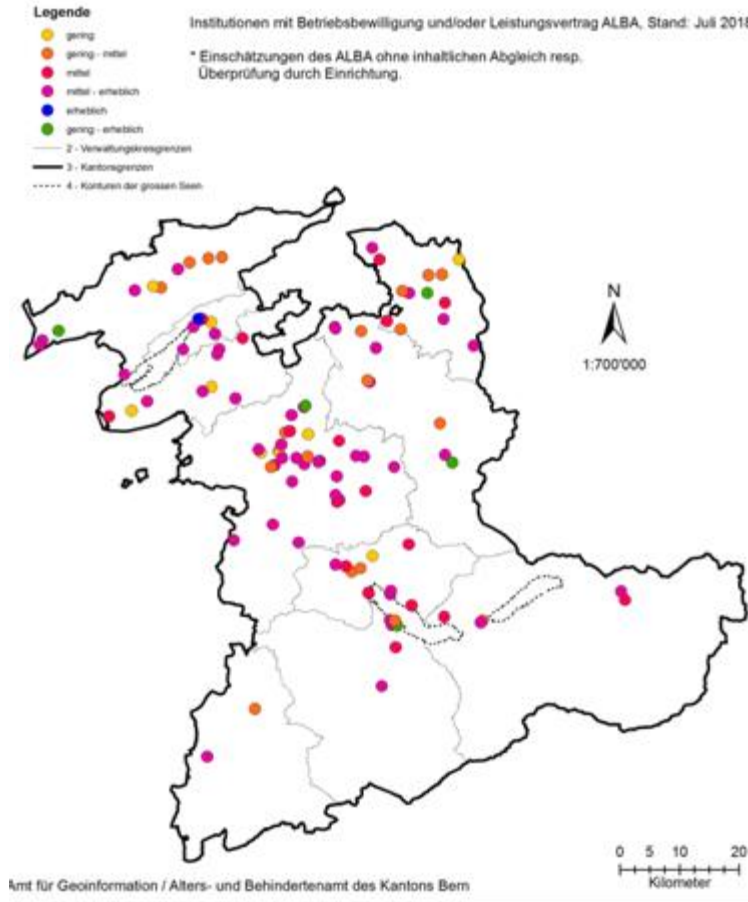 Legende
gering
gering - mittel
mittel
mittel - erheblich
erheblich
gering - erheblich
2 - Verwaltungskreisgrenzen
3 - Kantonsgrenzen
4 - Konturen der grossen Seen
Institutionen mit Betriebsbewilligung und/oder Leistungsvertrag ALBA, Stand: Juli 2018
* Einschätzungen des ALBA ohne inhaltlichen Abgleich resp.
Überprüfung durch Einrichtung.
N
1:700'000
0 5 10 15 20
Kilometer
Amt für Geoinformation / Alters- und Behindertenamt des Kantons Bern